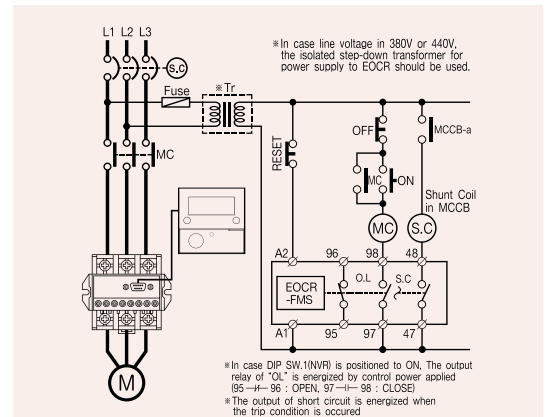 L1 L2 L3
S.C
※In case line voltage in 380V or 440V,
the isolated step-down transformer for
power supply to EOCR should be used.
Fuse
※Tr
OFF
MCCB-a
RESET
MC
MC
ON
Shunt Coil
in MCCB
MC
S.C
A2
96
98
48
O.L
S.C
EOCR
-FMS
A1
95
97
47
M
※In case DIP SW.1(NVR) is positioned to ON, The output
relay of "OL" is energized by control power applied
(95 ⊣∤⊢ 96 : OPEN, 97 ⊣⊢ 98 : CLOSE)
※The output of short circuit is energized when
the trip condition is occured